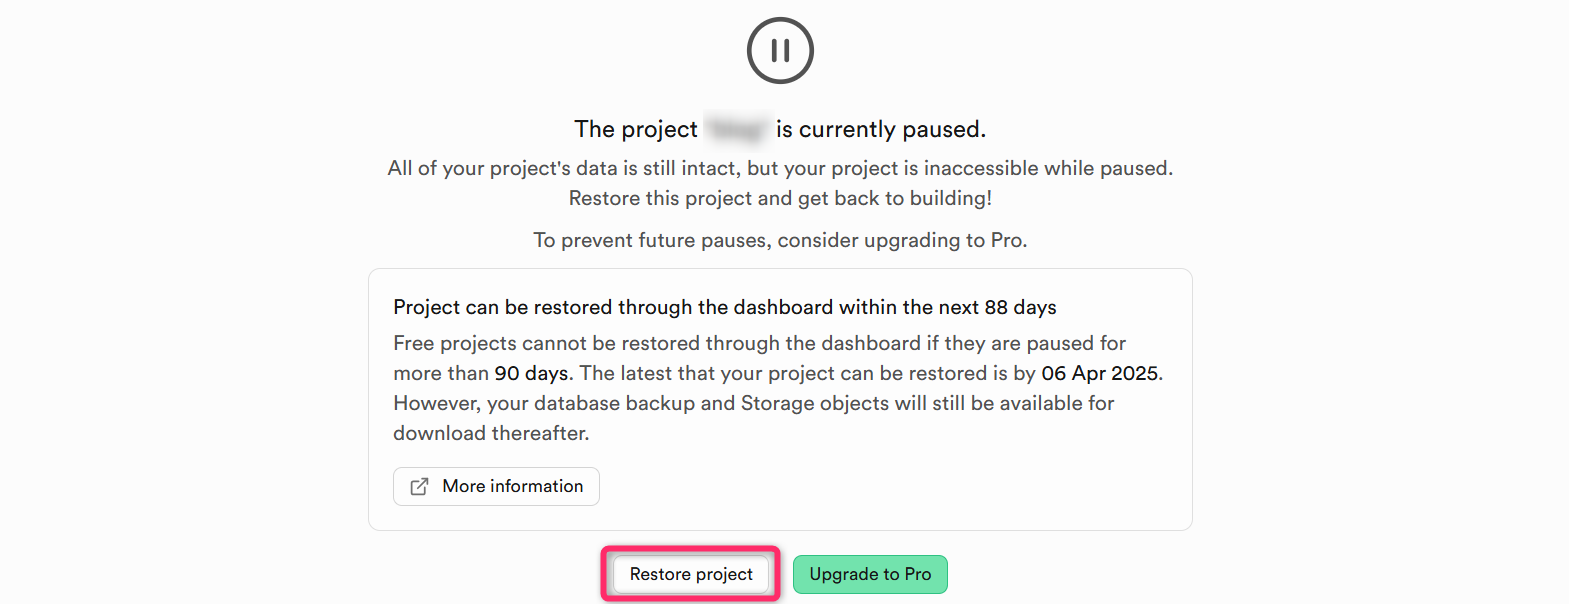 The project is currently paused.
All of your project's data is still intact, but your project is inaccessible while paused.
Restore this project and get back to building!
To prevent future pauses, consider upgrading to Pro.
Project can be restored through the dashboard within the next 88 days
Free projects cannot be restored through the dashboard if they are paused for
more than 90 days. The latest that your project can be restored is by 06 Apr 2025.
However, your database backup and Storage objects will still be available for
download thereafter.
More information
Restore project
Upgrade to Pro